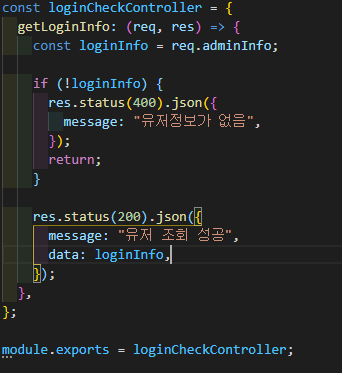 const loginCheckController = {
  getLoginInfo: (req, res) => {
    const loginInfo = req.adminInfo;

    if (!loginInfo) {
      res.status(400).json({
        message: "유저정보가 없음",
      });
      return;
    }

    res.status(200).json({
      message: "유저 조회 성공",
      data: loginInfo,
    });
  },
};

module.exports = loginCheckController;